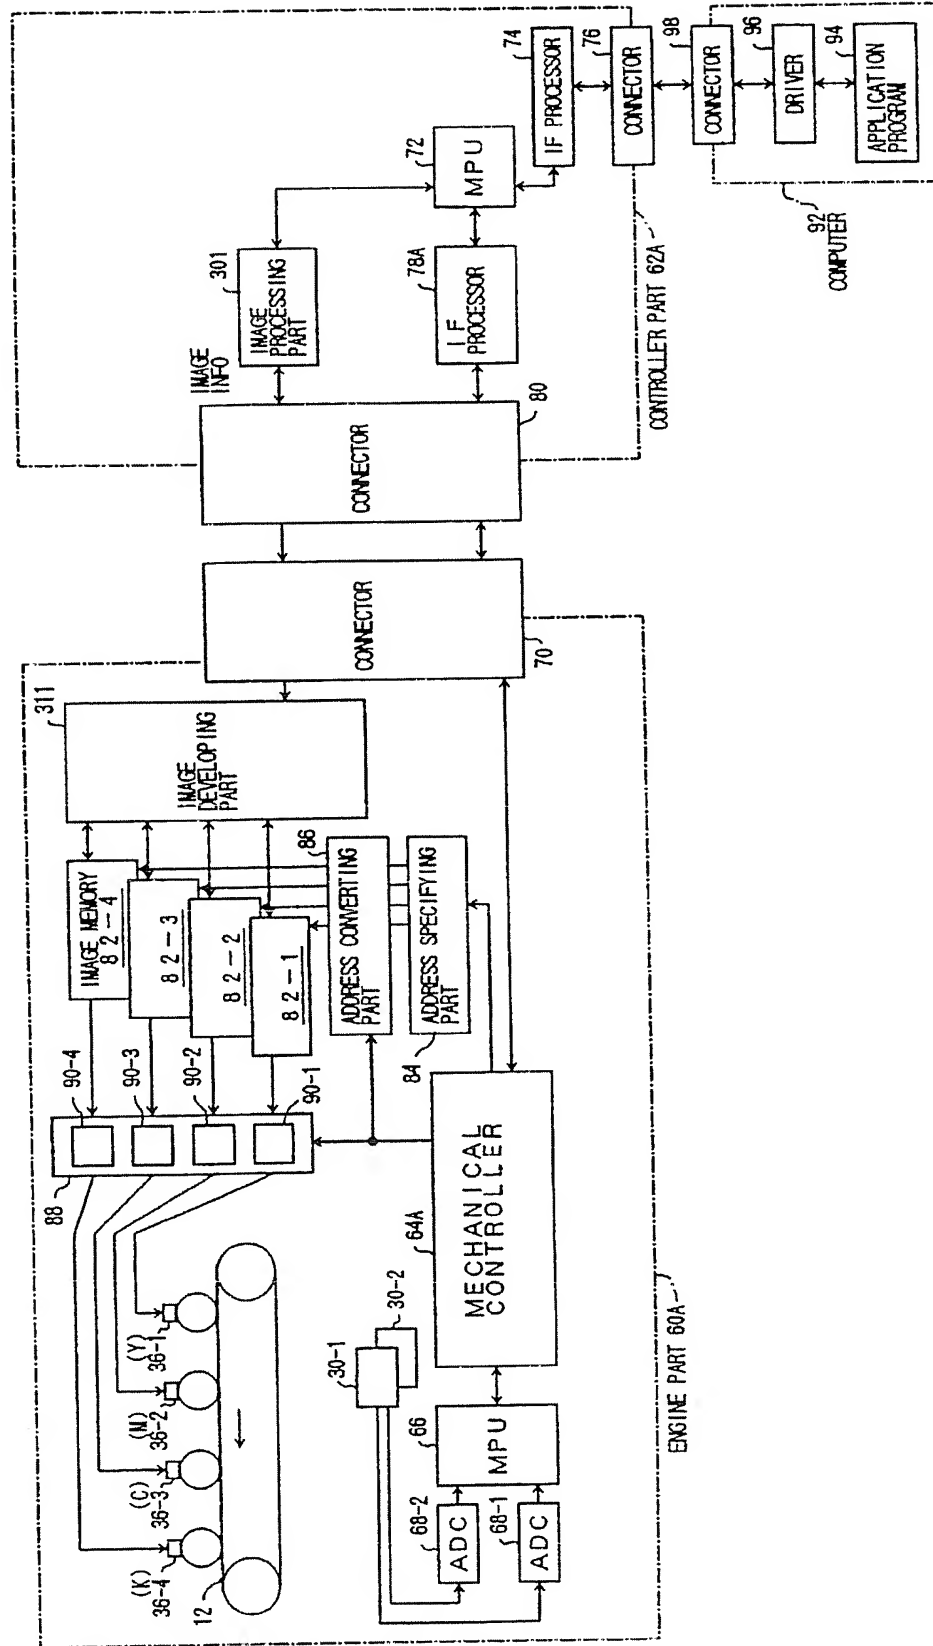 (K)
36-4
(C)
36-3
(M)
36-2
(Y)
36-1
12
88
90-4
90-3
90-2
90-1
IMAGE MEMORY
82-4
82-3
82-2
82-1
311
IMAGE
DEVELOPING
PART
86
ADDRESS CONVERTING
PART
84
ADDRESS SPECIFYING
PART
30-1
30-2
64A
MECHANICAL
CONTROLLER
66
MPU
68-2
ADC
68-1
ADC
ENGINE PART 60A
CONNECTOR
70
CONNECTOR
80
IMAGE
INFO
301
IMAGE
PROCESSING
PART
78A
IF
PROCESSOR
72
MPU
74
IF PROCESSOR
76
CONNECTOR
CONTROLLER PART 62A
98
CONNECTOR
96
DRIVER
94
APPLICATION
PROGRAM
92
COMPUTER